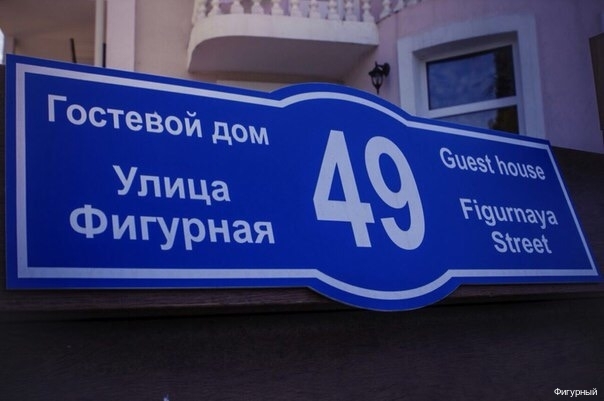 Гостевой дом
Улица
Фигурная
49
Guest house
Figurnaya
Street
Фигурный